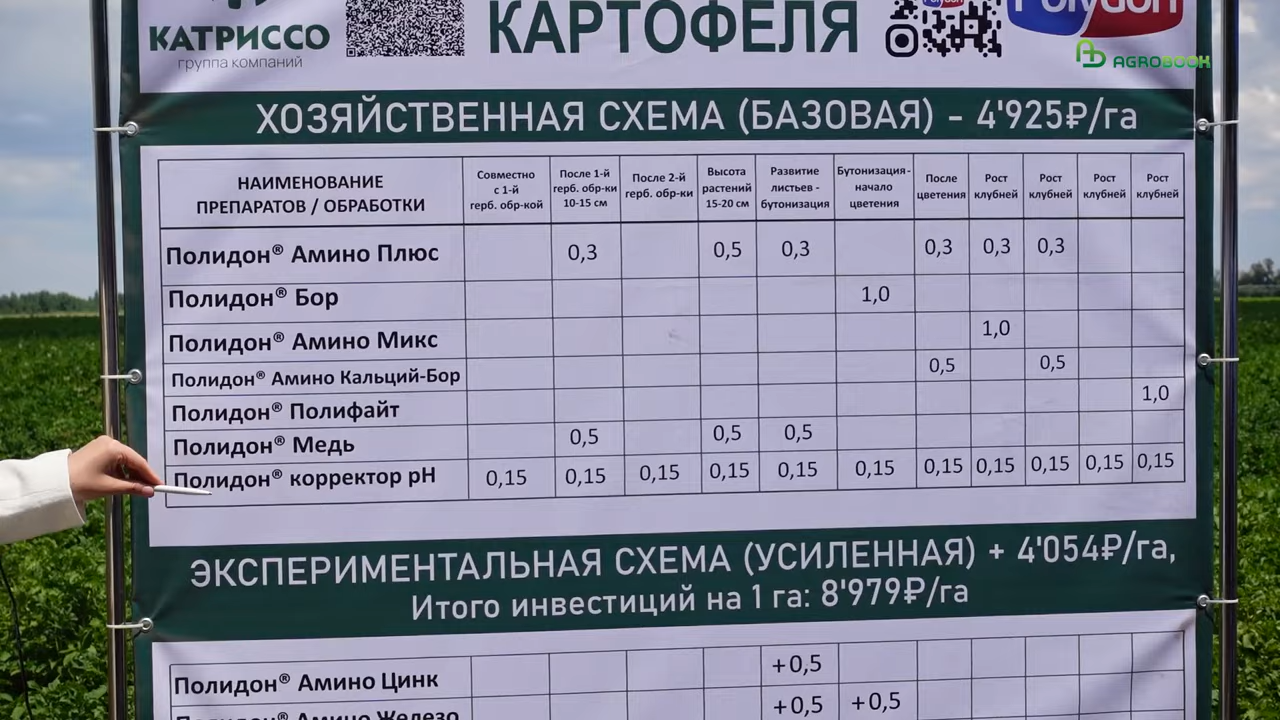 КАТРИССО
группа компаний
КАРТОФЕЛЯ
Polygon
AGROBOOK
ХОЗЯЙСТВЕННАЯ СХЕМА (БАЗОВАЯ) - 4'925₽/га
НАИМЕНОВАНИЕ ПРЕПАРАТОВ / ОБРАБОТКИ Совместно с 1-й герб. обр-кой После 1-й герб. обр-ки 10-15 см После 2-й герб. обр-ки Высота растений 15-20 см Развитие листьев - бутонизация Бутонизация- начало цветения После цветения Рост клубней Рост клубней Рост клубней Рост клубней
Полидон® Амино Плюс 0,3 0,5 0,3 0,3 0,3 0,3
Полидон® Бор 1,0
Полидон® Амино Микс 1,0
Полидон® Амино Кальций-Бор 0,5 0,5
Полидон® Полифайт 1,0
Полидон® Медь 0,5 0,5 0,5
Полидон® корректор pH 0,15 0,15 0,15 0,15 0,15 0,15 0,15 0,15 0,15 0,15 0,15
ЭКСПЕРИМЕНТАЛЬНАЯ СХЕМА (УСИЛЕННАЯ) + 4'054₽/га,
Итого инвестиций на 1 га: 8'979₽/га
Полидон® Амино Цинк +0,5
Полидон® Амино Железо +0,5 +0,5